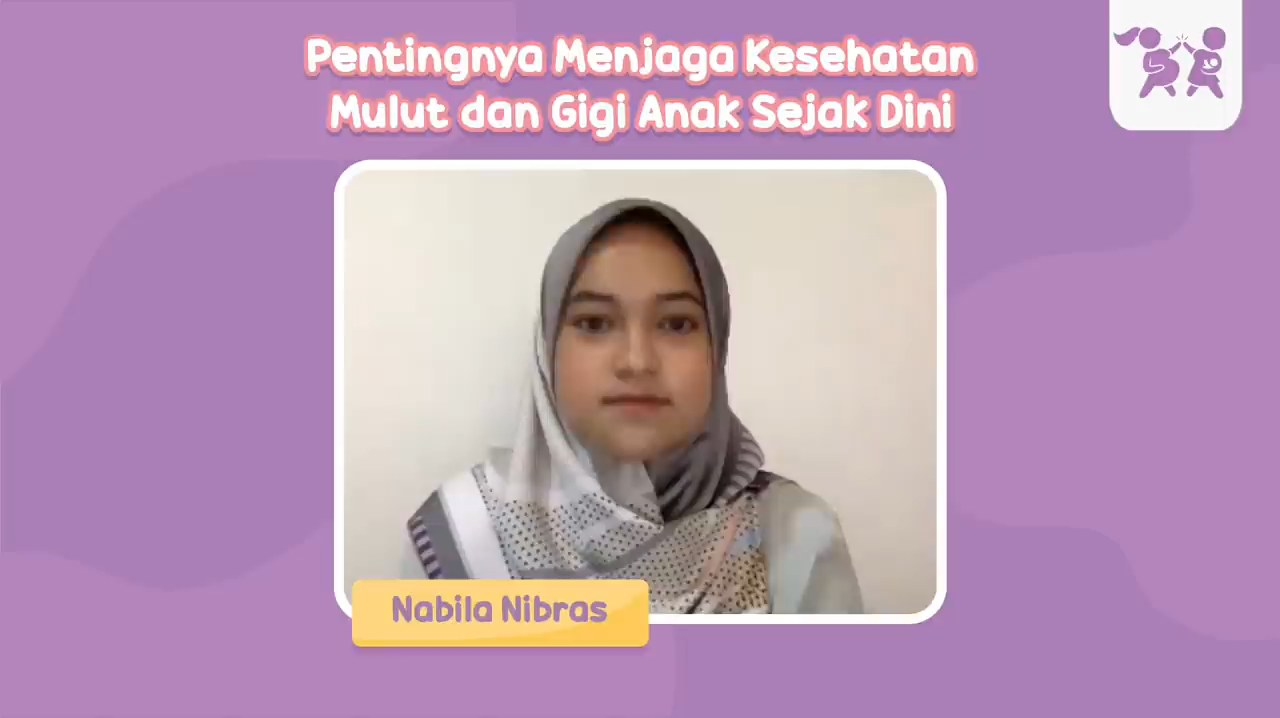 Pentingnya Menjaga Kesehatan
Mulut dan Gigi Anak Sejak Dini
Nabila Nibras